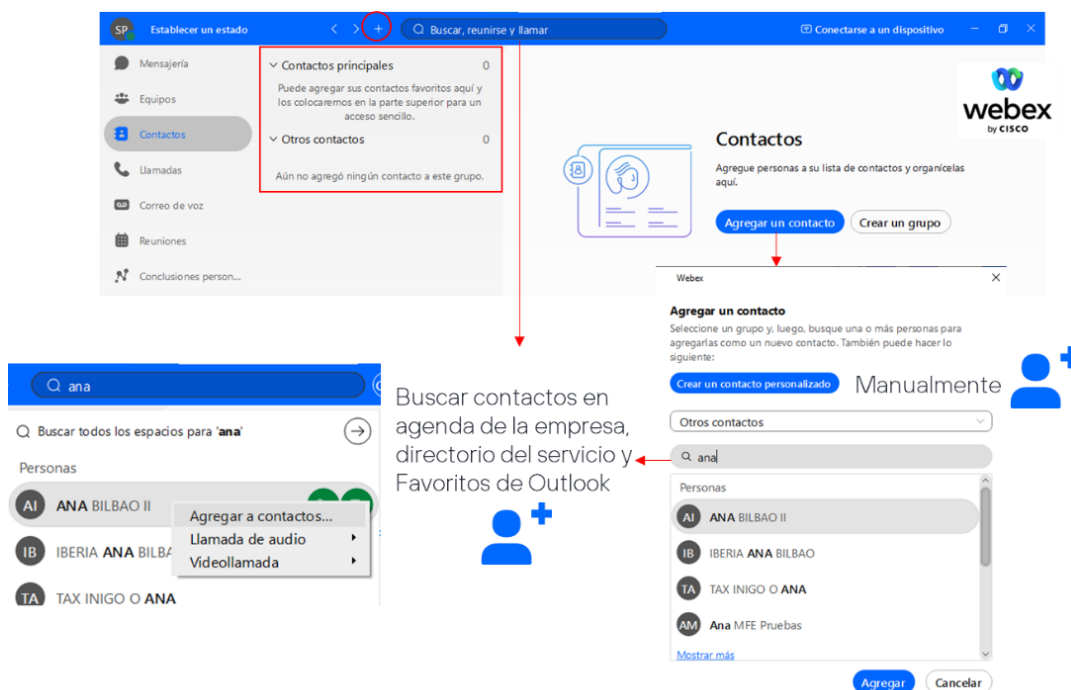 SP Establecer un estado
Buscar, reunirse y llamar
Conectarse a un dispositivo
Mensajería
Equipos
Contactos
Llamadas
Correo de voz
Reuniones
Conclusiones person...
Contactos principales 0
Puede agregar sus contactos favoritos aquí y
los colocaremos en la parte superior para un
acceso sencillo.
Otros contactos 0
Aún no agregó ningún contacto a este grupo.
webex
by CISCO
Contactos
Agregue personas a su lista de contactos y organícelas
aquí.
Agregar un contacto Crear un grupo
ana
Buscar todos los espacios para 'ana'
Personas
AI ANA BILBAO II
IB IBERIA ANA BILBA
TA TAX INIGO O ANA
Agregar a contactos...
Llamada de audio
Videollamada
Buscar contactos en
agenda de la empresa,
directorio del servicio y
Favoritos de Outlook
Webex
Agregar un contacto
Seleccione un grupo y, luego, busque una o más personas para
agregarlas como un nuevo contacto. También puede hacer lo
siguiente:
Crear un contacto personalizado Manualmente
Otros contactos
ana
Personas
AI ANA BILBAO II
IB IBERIA ANA BILBAO
TA TAX INIGO O ANA
AM Ana MFE Pruebas
Mostrar más
Agregar Cancelar